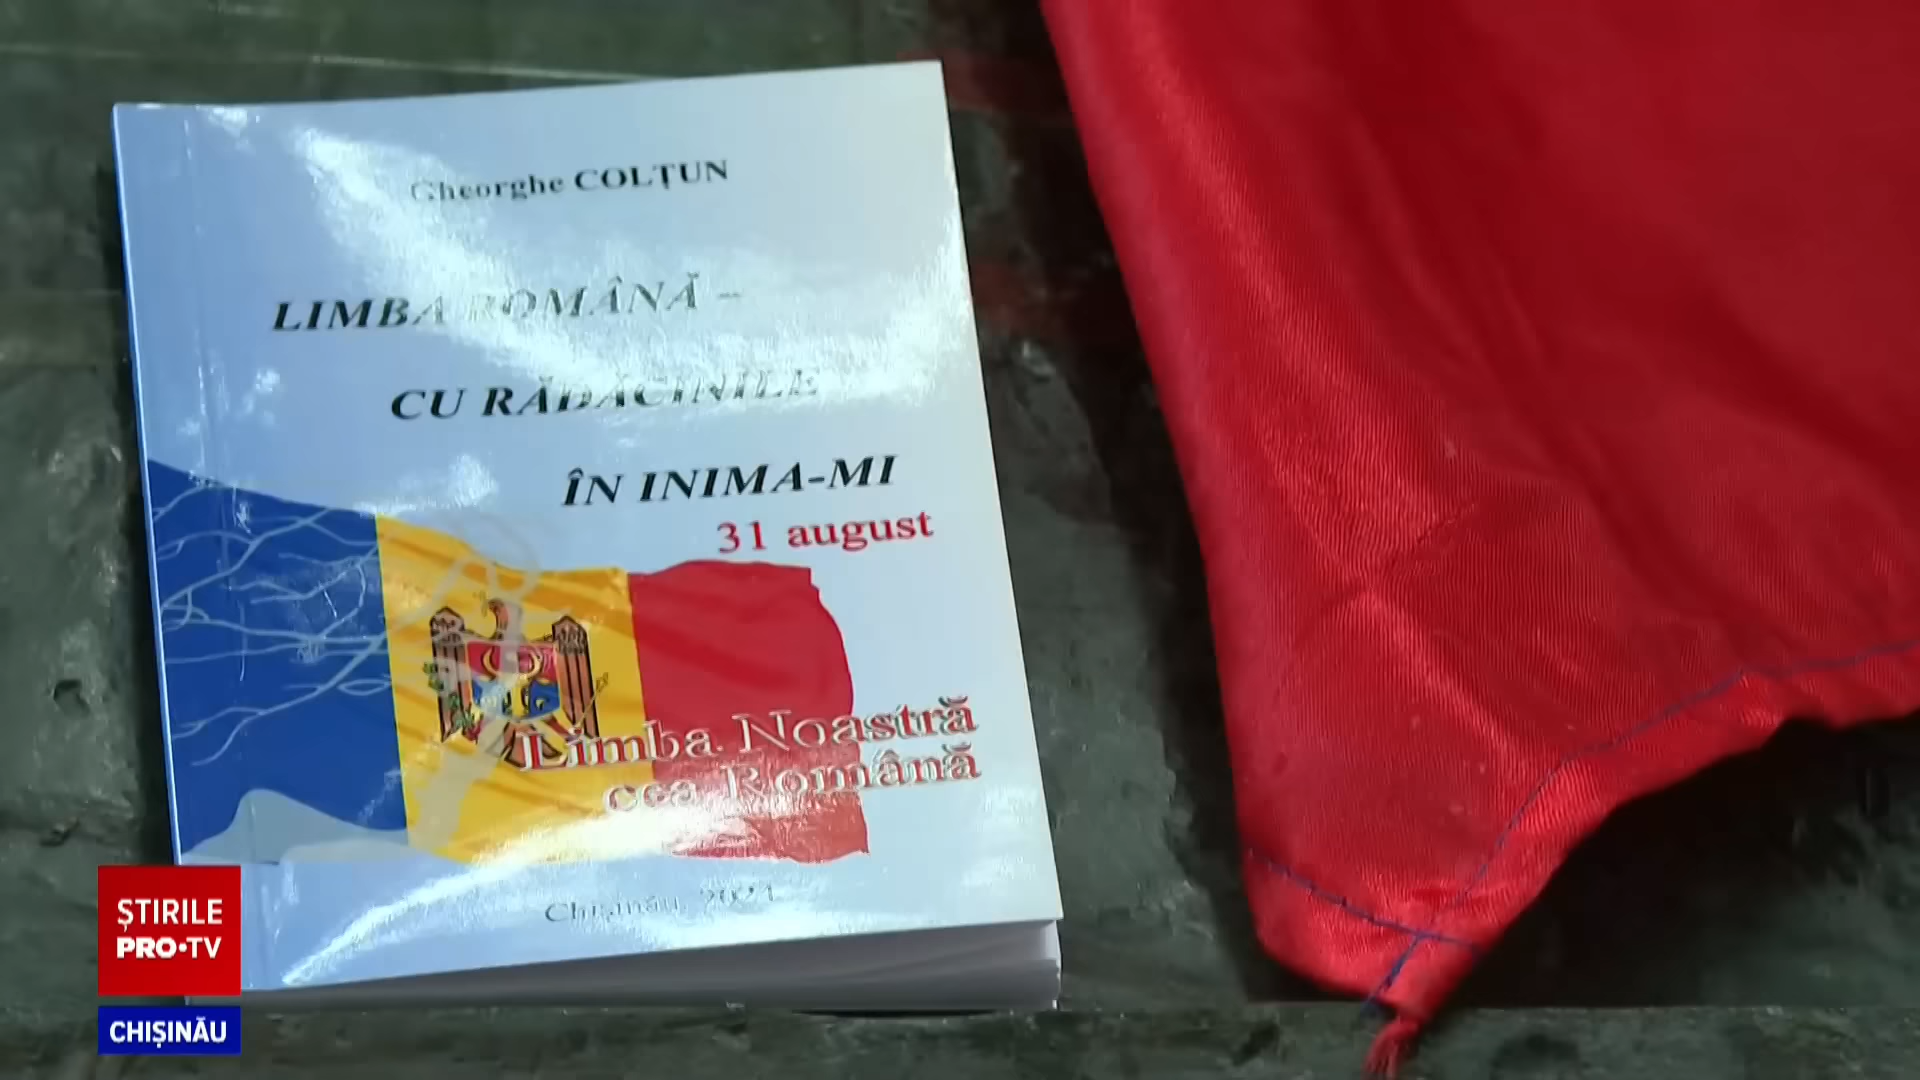 Gheorghe COLȚUN
LIMBA ROMÂNĂ –
CU RĂDĂCINILE
ÎN INIMA-MI
31 august
Limba Noastră
cea Română
Chișinău,
ȘTIRILE
PRO•TV
CHIȘINĂU